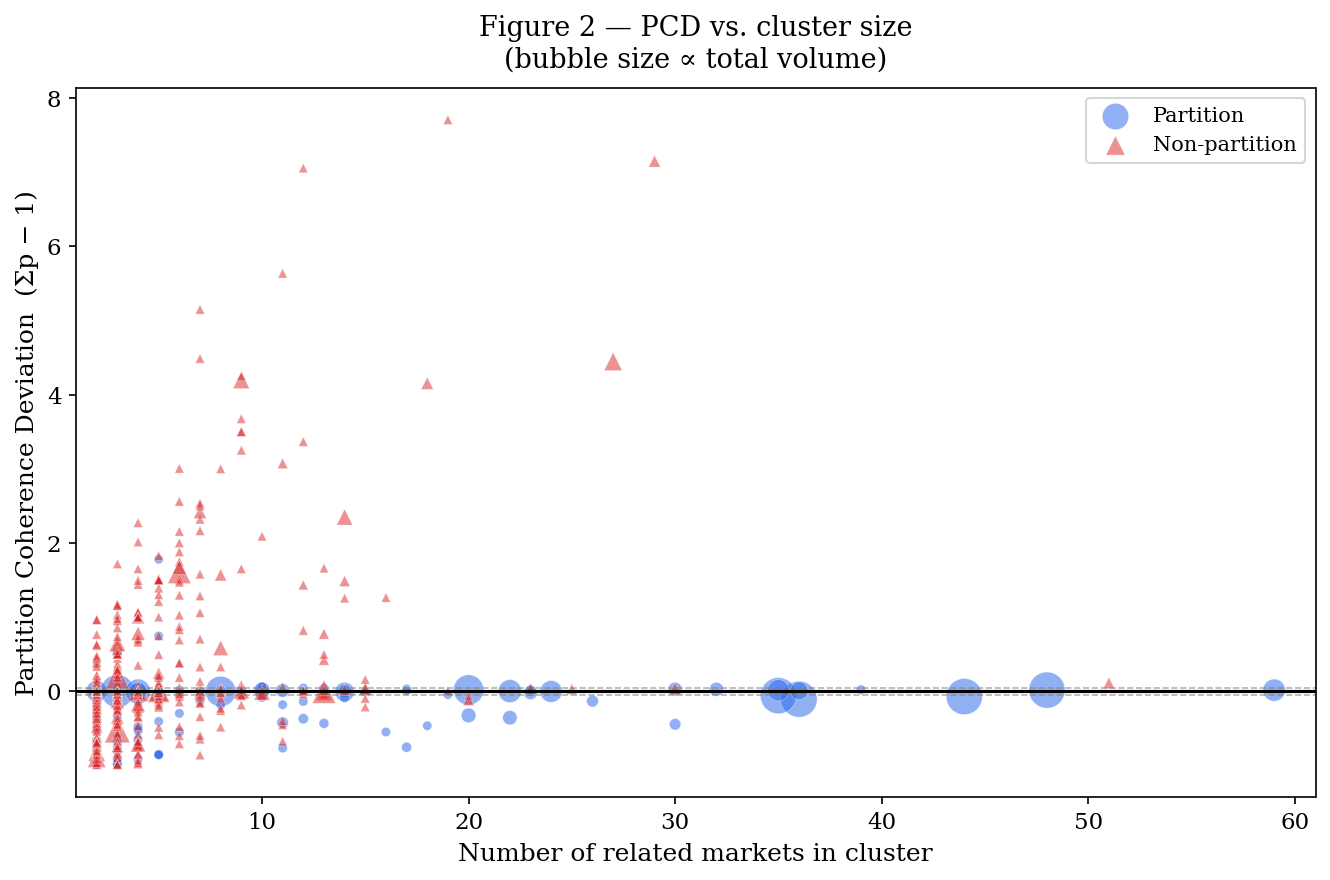 Figure 2 — PCD vs. cluster size
(bubble size ∝ total volume)
Partition
Non-partition
Partition Coherence Deviation (Σp − 1)
8
6
4
2
0
10 20 30 40 50 60
Number of related markets in cluster